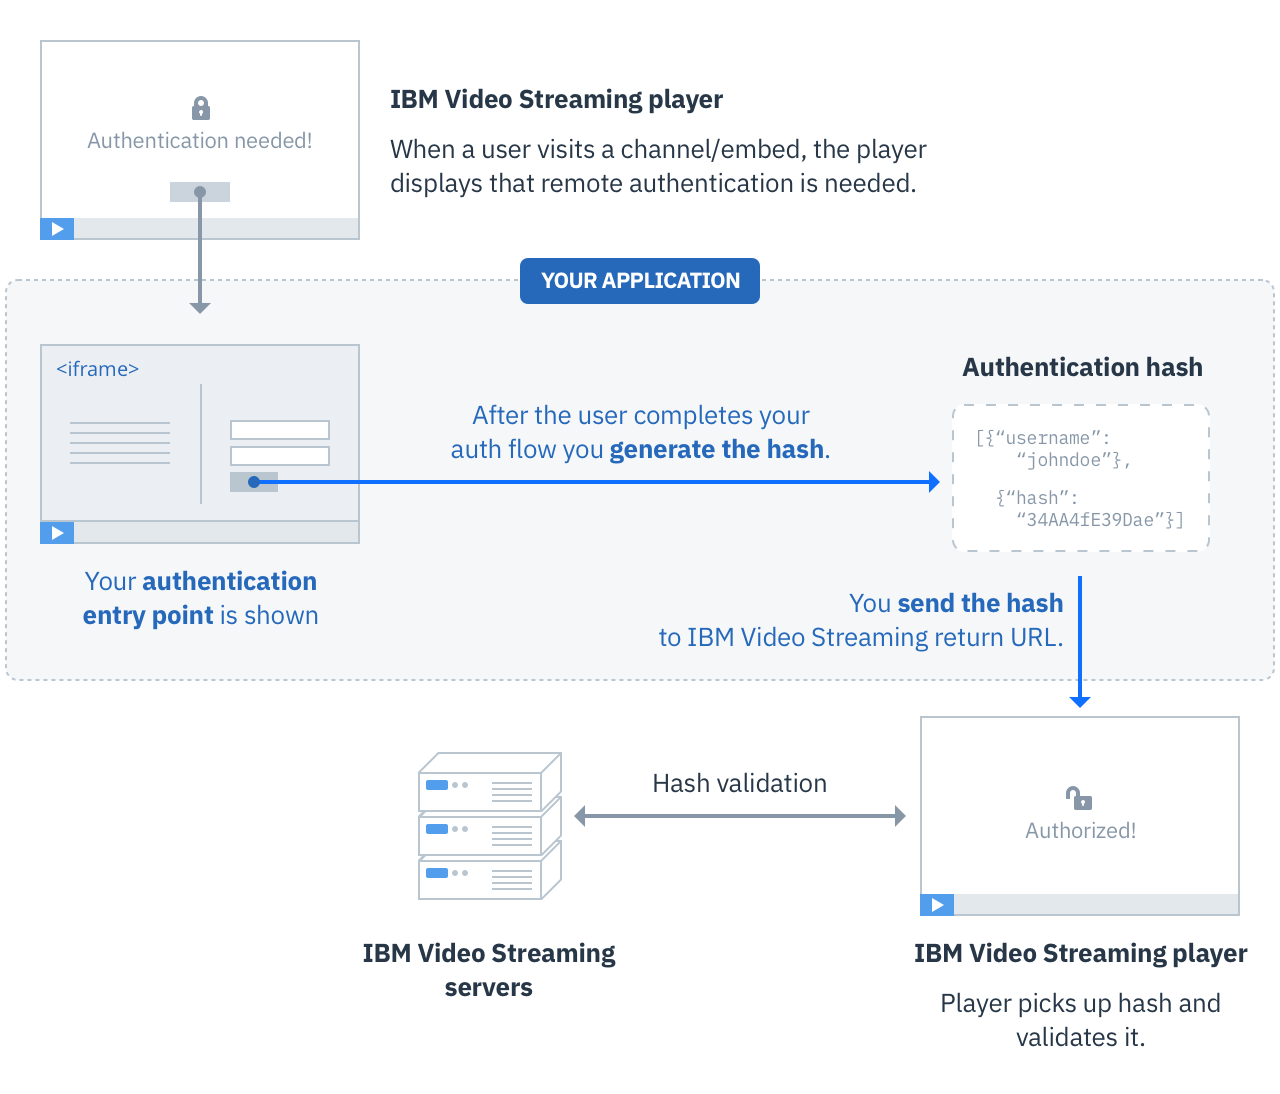 Authentication needed!
IBM Video Streaming player
When a user visits a channel/embed, the player
displays that remote authentication is needed.
YOUR APPLICATION
<iframe>
After the user completes your
auth flow you generate the hash.
Authentication hash
[{“username”:
“johndoe”},
{“hash”:
“34AA4fE39Dae”}]
Your authentication
entry point is shown
You send the hash
to IBM Video Streaming return URL.
Hash validation
Authorized!
IBM Video Streaming
servers
IBM Video Streaming player
Player picks up hash and
validates it.